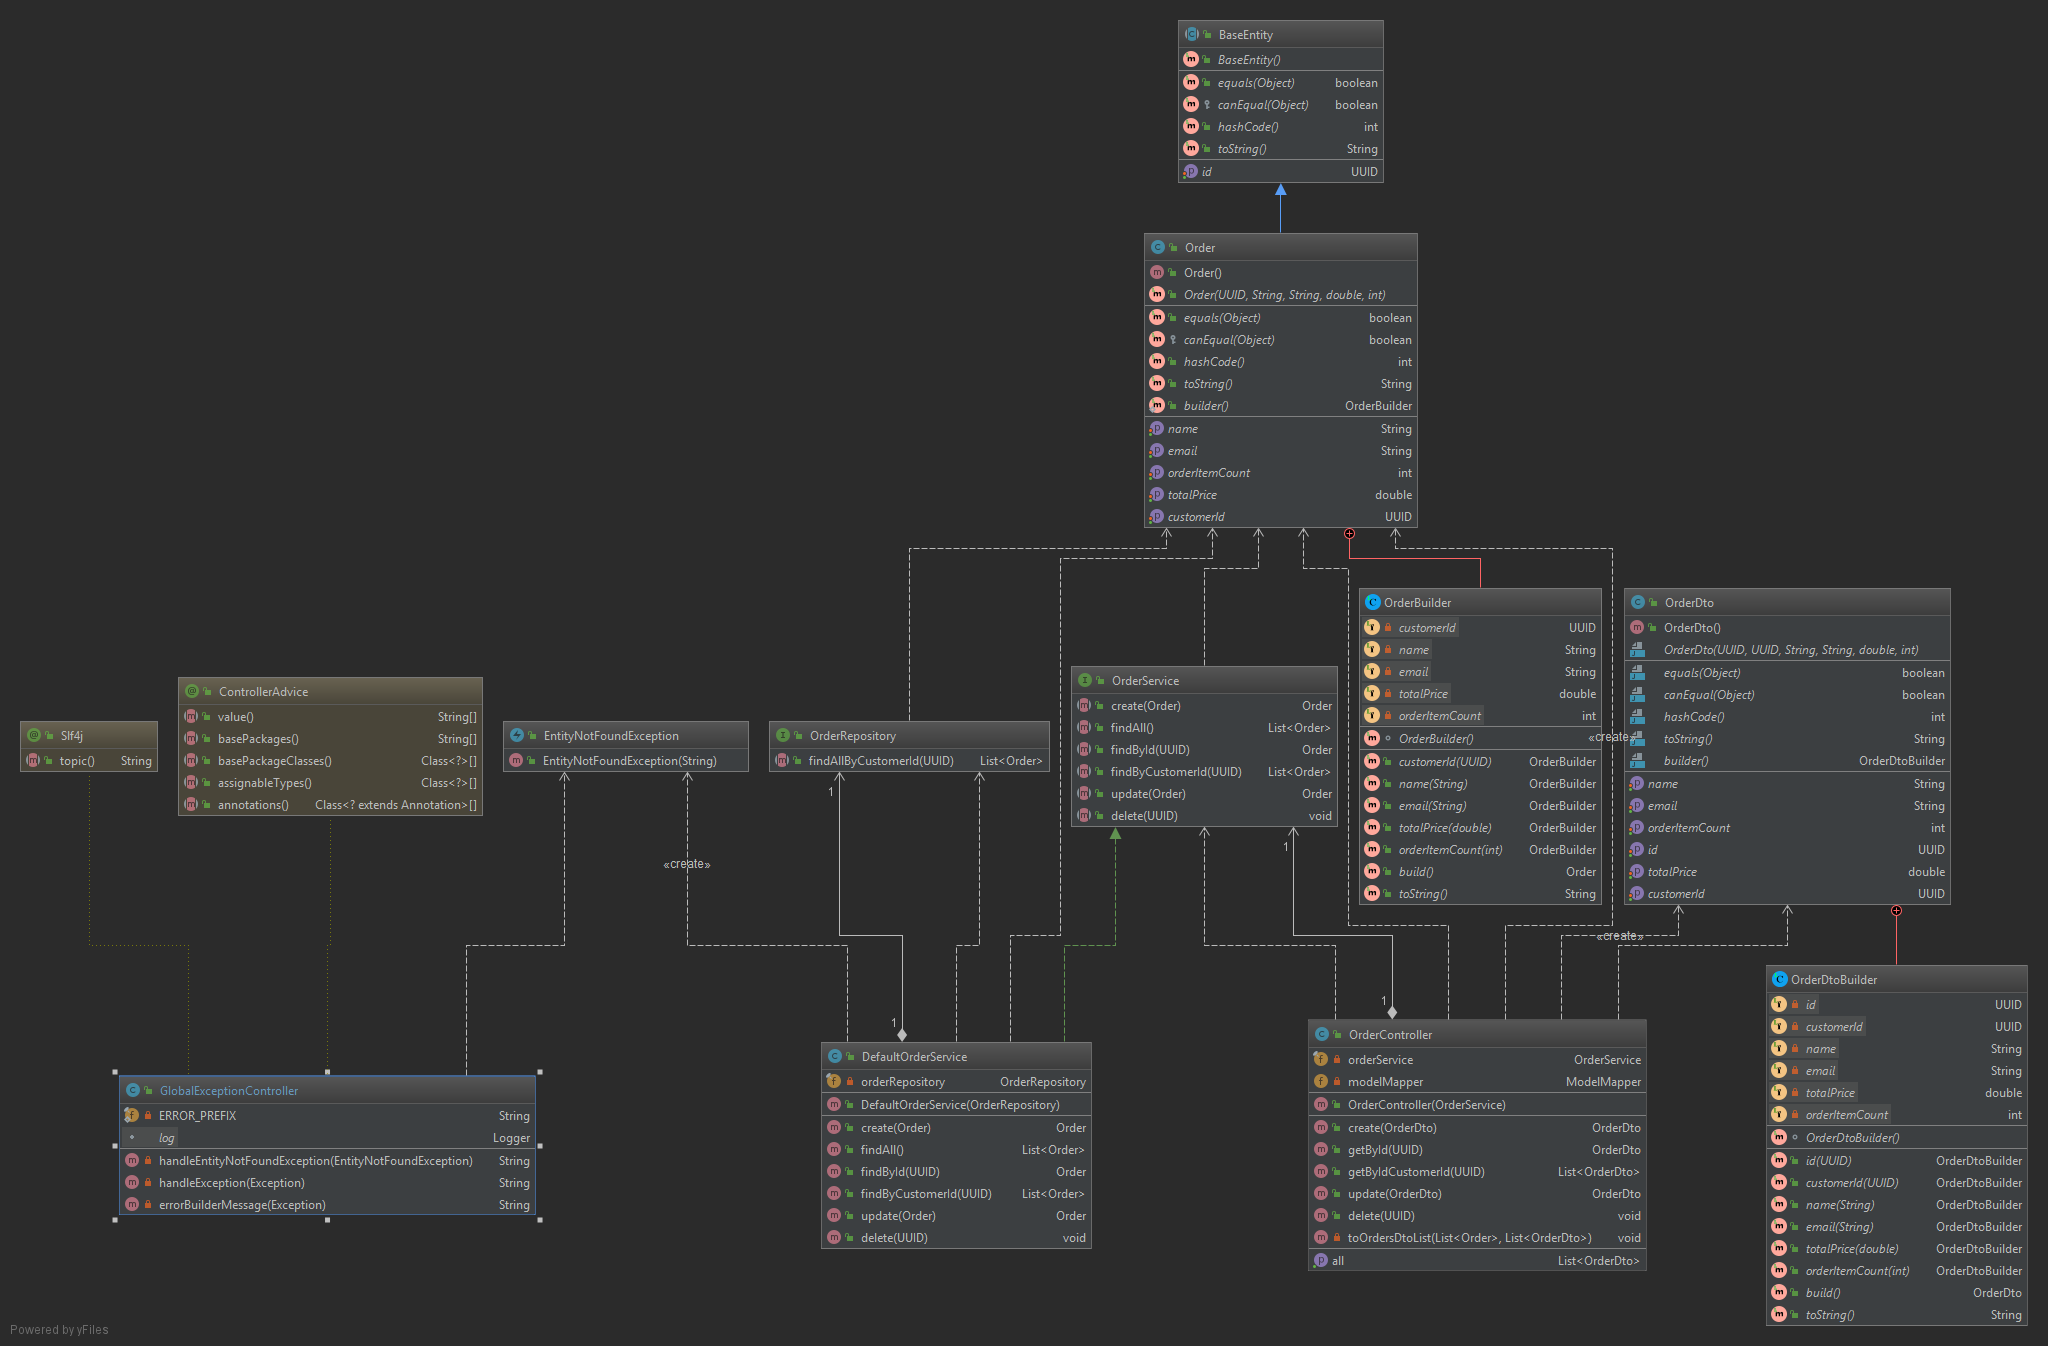 BaseEntity
BaseEntity()
equals(Object) boolean
canEqual(Object) boolean
hashCode() int
toString() String
id UUID
Order
Order()
Order(UUID, String, String, double, int)
equals(Object) boolean
canEqual(Object) boolean
hashCode() int
toString() String
builder() OrderBuilder
name String
email String
orderItemCount int
totalPrice double
customerId UUID
OrderBuilder
customerId UUID
name String
email String
totalPrice double
orderItemCount int
OrderBuilder()
customerId(UUID) OrderBuilder
name(String) OrderBuilder
email(String) OrderBuilder
totalPrice(double) OrderBuilder
orderItemCount(int) OrderBuilder
build() Order
toString() String
«create»
OrderDto
OrderDto()
OrderDto(UUID, UUID, String, String, double, int)
equals(Object) boolean
canEqual(Object) boolean
hashCode() int
toString() String
builder() OrderDtoBuilder
name String
email String
orderItemCount int
id UUID
totalPrice double
customerId UUID
OrderService
create(Order) Order
findAll() List<Order>
findById(UUID) Order
findByCustomerId(UUID) List<Order>
update(Order) Order
delete(UUID) void
ControllerAdvice
value() String[]
basePackages() String[]
basePackageClasses() Class<?>[]
assignableTypes() Class<?>[]
annotations() Class<? extends Annotation>[]
Slf4j
topic() String
EntityNotFoundException
EntityNotFoundException(String)
OrderRepository
findAllByCustomerId(UUID) List<Order>
1
1
«create»
«create»
1
1
OrderDtoBuilder
id UUID
customerId UUID
name String
email String
totalPrice double
orderItemCount int
OrderDtoBuilder()
id(UUID) OrderDtoBuilder
customerId(UUID) OrderDtoBuilder
name(String) OrderDtoBuilder
email(String) OrderDtoBuilder
totalPrice(double) OrderDtoBuilder
orderItemCount(int) OrderDtoBuilder
build() OrderDto
toString() String
OrderController
orderService OrderService
modelMapper ModelMapper
OrderController(OrderService)
create(OrderDto) OrderDto
getById(UUID) OrderDto
getByIdCustomerId(UUID) List<OrderDto>
update(OrderDto) OrderDto
delete(UUID) void
toOrdersDtoList(List<Order>, List<OrderDto>) void
all List<OrderDto>
DefaultOrderService
orderRepository OrderRepository
DefaultOrderService(OrderRepository)
create(Order) Order
findAll() List<Order>
findById(UUID) Order
findByCustomerId(UUID) List<Order>
update(Order) Order
delete(UUID) void
GlobalExceptionController
ERROR_PREFIX String
log Logger
handleEntityNotFoundException(EntityNotFoundException) String
handleException(Exception) String
errorBuilderMessage(Exception) String
Powered by yFiles